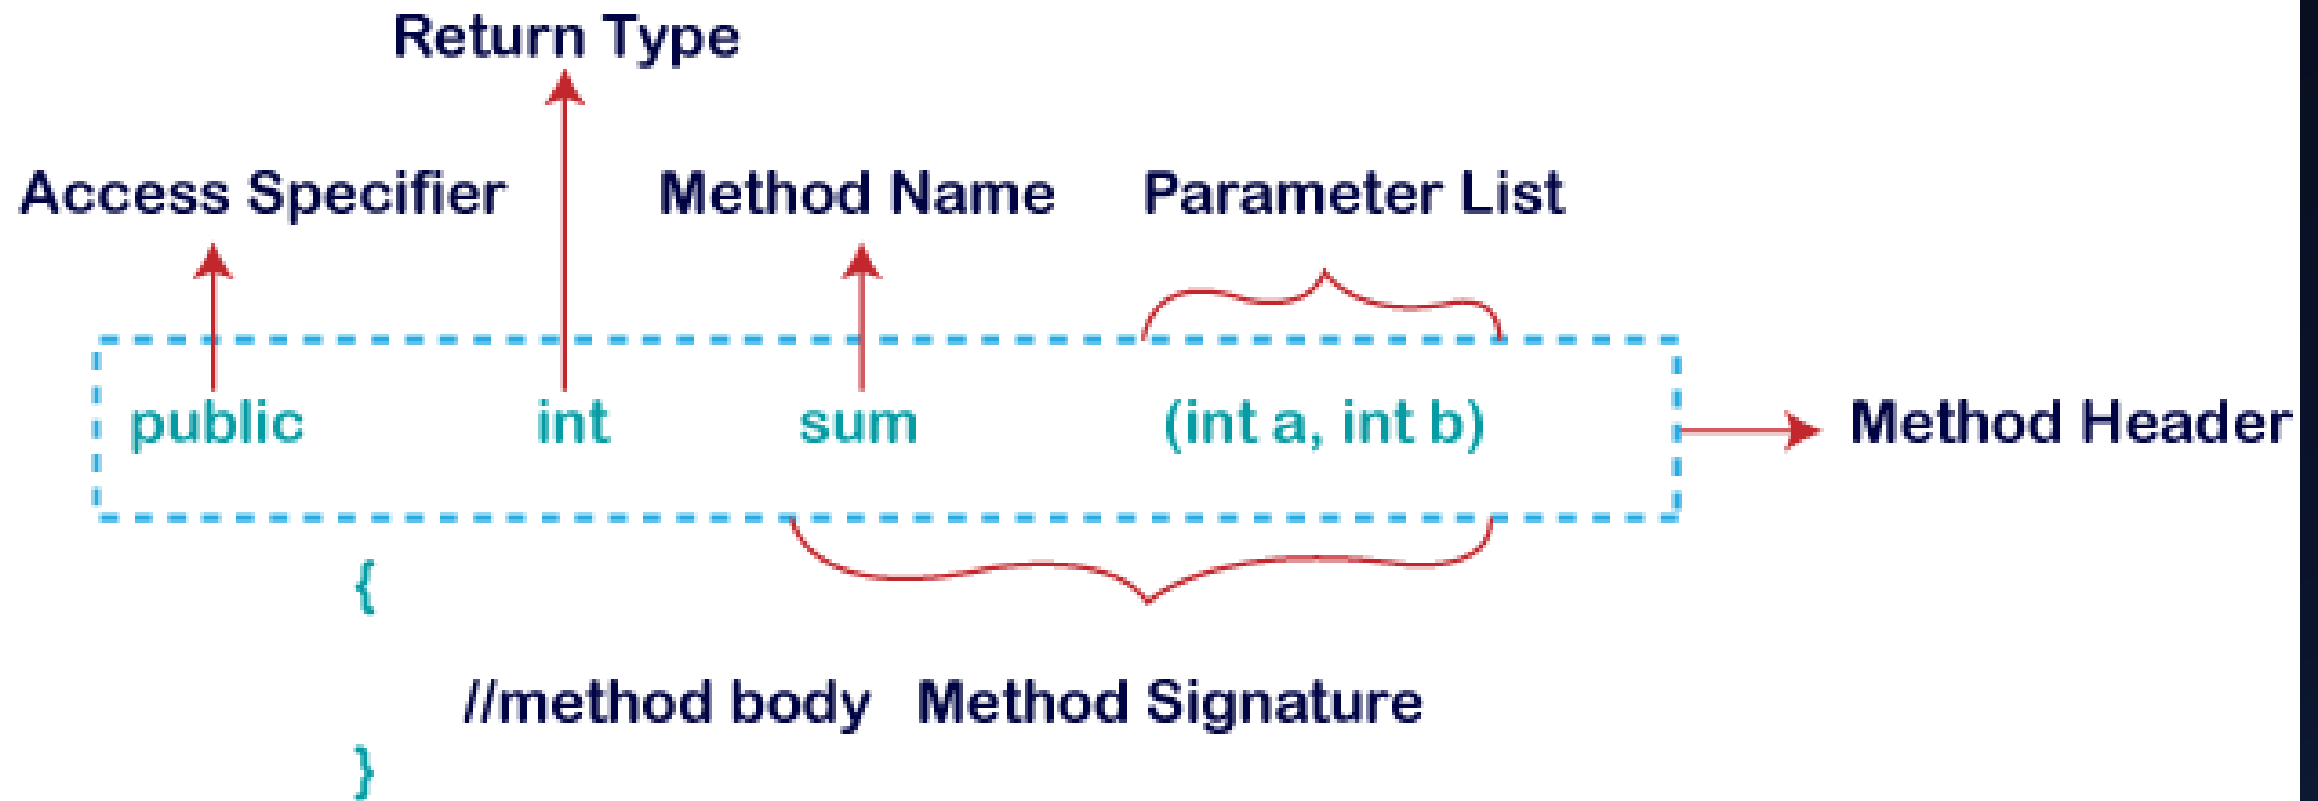 Return Type
Access Specifier Method Name Parameter List
public int sum (int a, int b) Method Header
{
//method body Method Signature
}